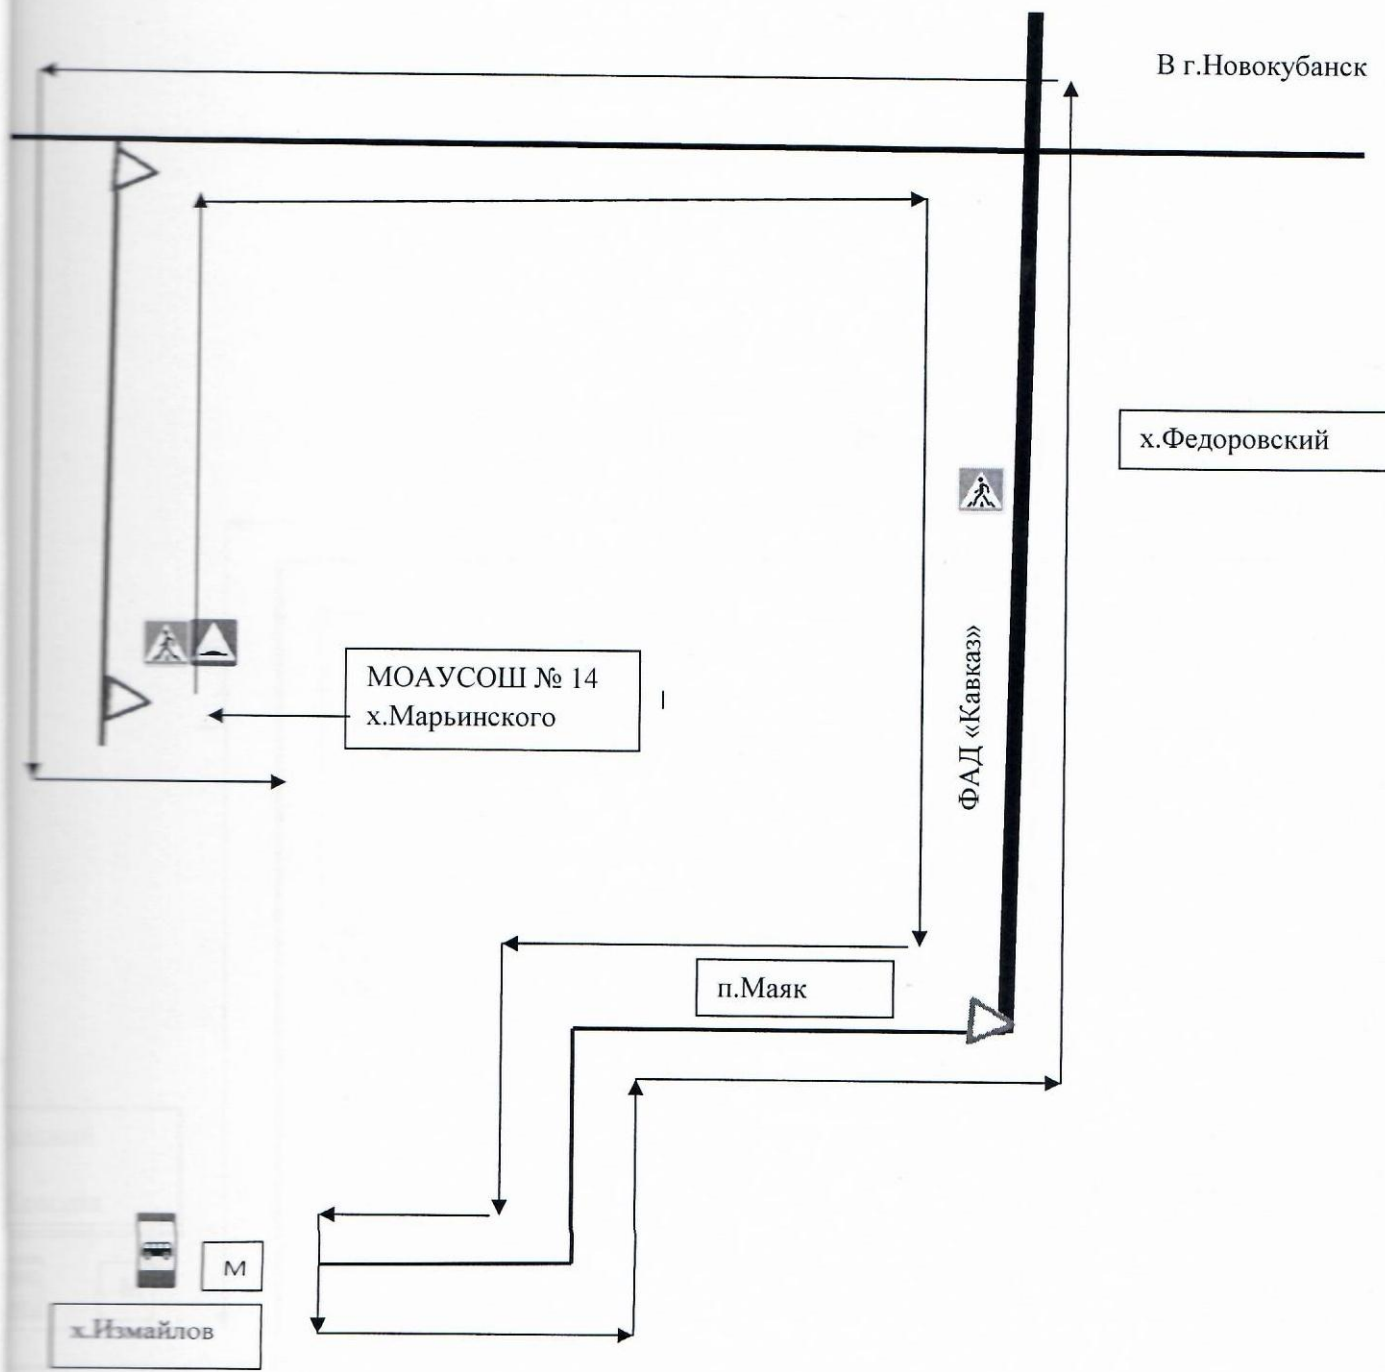 В г.Новокубанск
х.Федоровский
МОАУСОШ № 14
х.Марьинского
ФАД «Кавказ»
п.Маяк
М
х.Измайлов